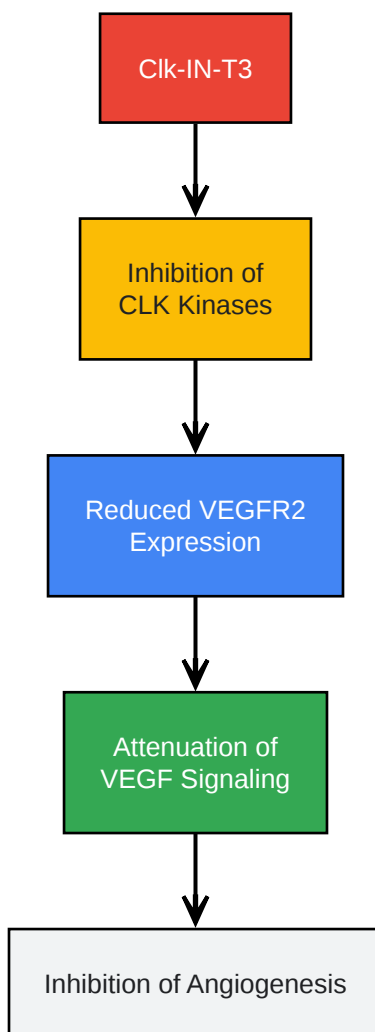 Clk-IN-T3
Inhibition of
CLK Kinases
Reduced VEGFR2
Expression
Attenuation of
VEGF Signaling
Inhibition of Angiogenesis